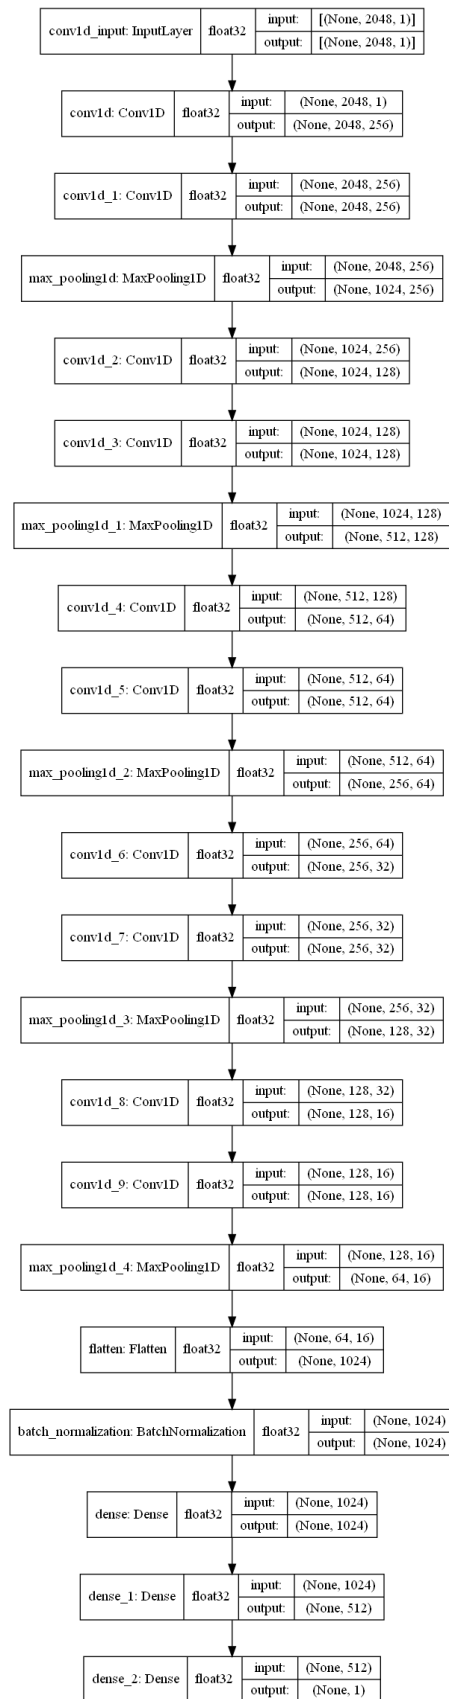 conv1d_input: InputLayer float32 input: [(None, 2048, 1)]
output: [(None, 2048, 1)]
conv1d: Conv1D float32 input: (None, 2048, 1)
output: (None, 2048, 256)
conv1d_1: Conv1D float32 input: (None, 2048, 256)
output: (None, 2048, 256)
max_pooling1d: MaxPooling1D float32 input: (None, 2048, 256)
output: (None, 1024, 256)
conv1d_2: Conv1D float32 input: (None, 1024, 256)
output: (None, 1024, 128)
conv1d_3: Conv1D float32 input: (None, 1024, 128)
output: (None, 1024, 128)
max_pooling1d_1: MaxPooling1D float32 input: (None, 1024, 128)
output: (None, 512, 128)
conv1d_4: Conv1D float32 input: (None, 512, 128)
output: (None, 512, 64)
conv1d_5: Conv1D float32 input: (None, 512, 64)
output: (None, 512, 64)
max_pooling1d_2: MaxPooling1D float32 input: (None, 512, 64)
output: (None, 256, 64)
conv1d_6: Conv1D float32 input: (None, 256, 64)
output: (None, 256, 32)
conv1d_7: Conv1D float32 input: (None, 256, 32)
output: (None, 256, 32)
max_pooling1d_3: MaxPooling1D float32 input: (None, 256, 32)
output: (None, 128, 32)
conv1d_8: Conv1D float32 input: (None, 128, 32)
output: (None, 128, 16)
conv1d_9: Conv1D float32 input: (None, 128, 16)
output: (None, 128, 16)
max_pooling1d_4: MaxPooling1D float32 input: (None, 128, 16)
output: (None, 64, 16)
flatten: Flatten float32 input: (None, 64, 16)
output: (None, 1024)
batch_normalization: BatchNormalization float32 input: (None, 1024)
output: (None, 1024)
dense: Dense float32 input: (None, 1024)
output: (None, 1024)
dense_1: Dense float32 input: (None, 1024)
output: (None, 512)
dense_2: Dense float32 input: (None, 512)
output: (None, 1)